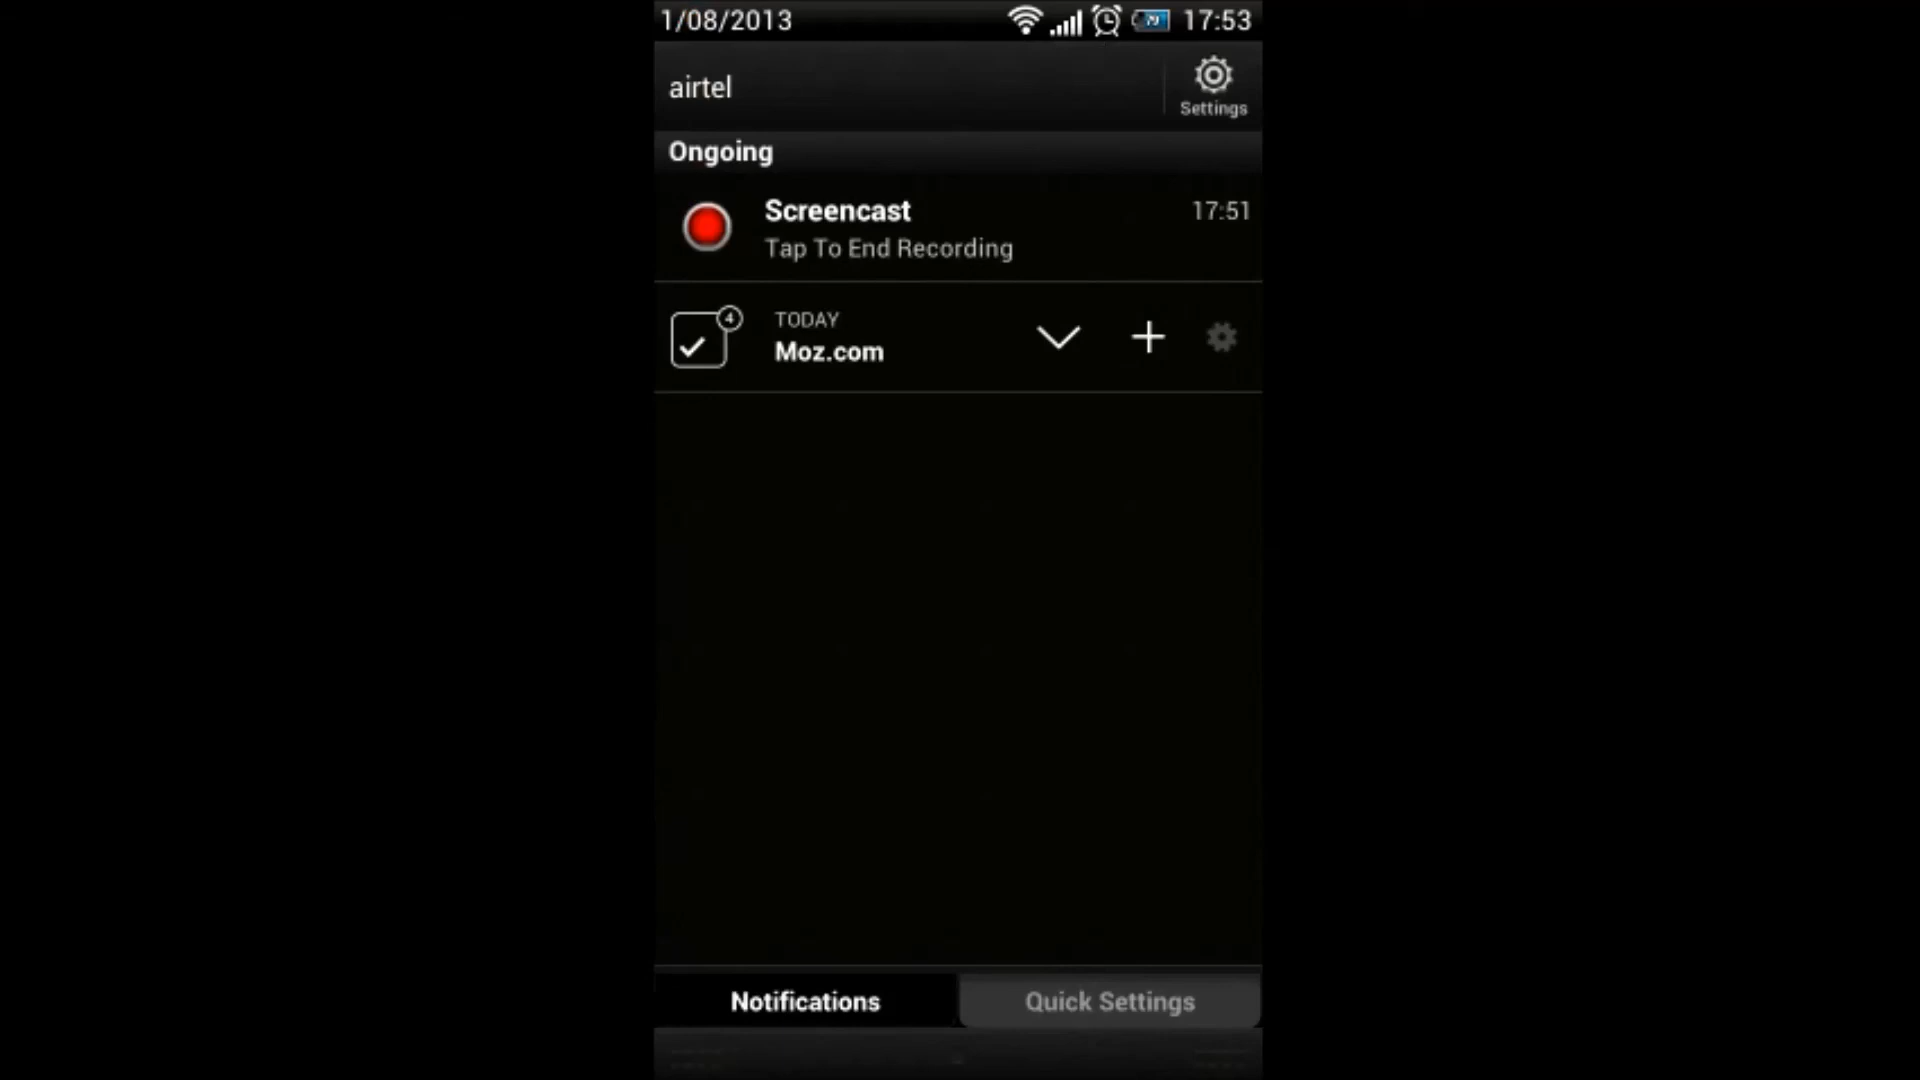 1/08/2013
79
17:53
airtel
Settings
Ongoing
Screencast
17:51
Tap To End Recording
4
TODAY
Moz.com
Notifications
Quick Settings